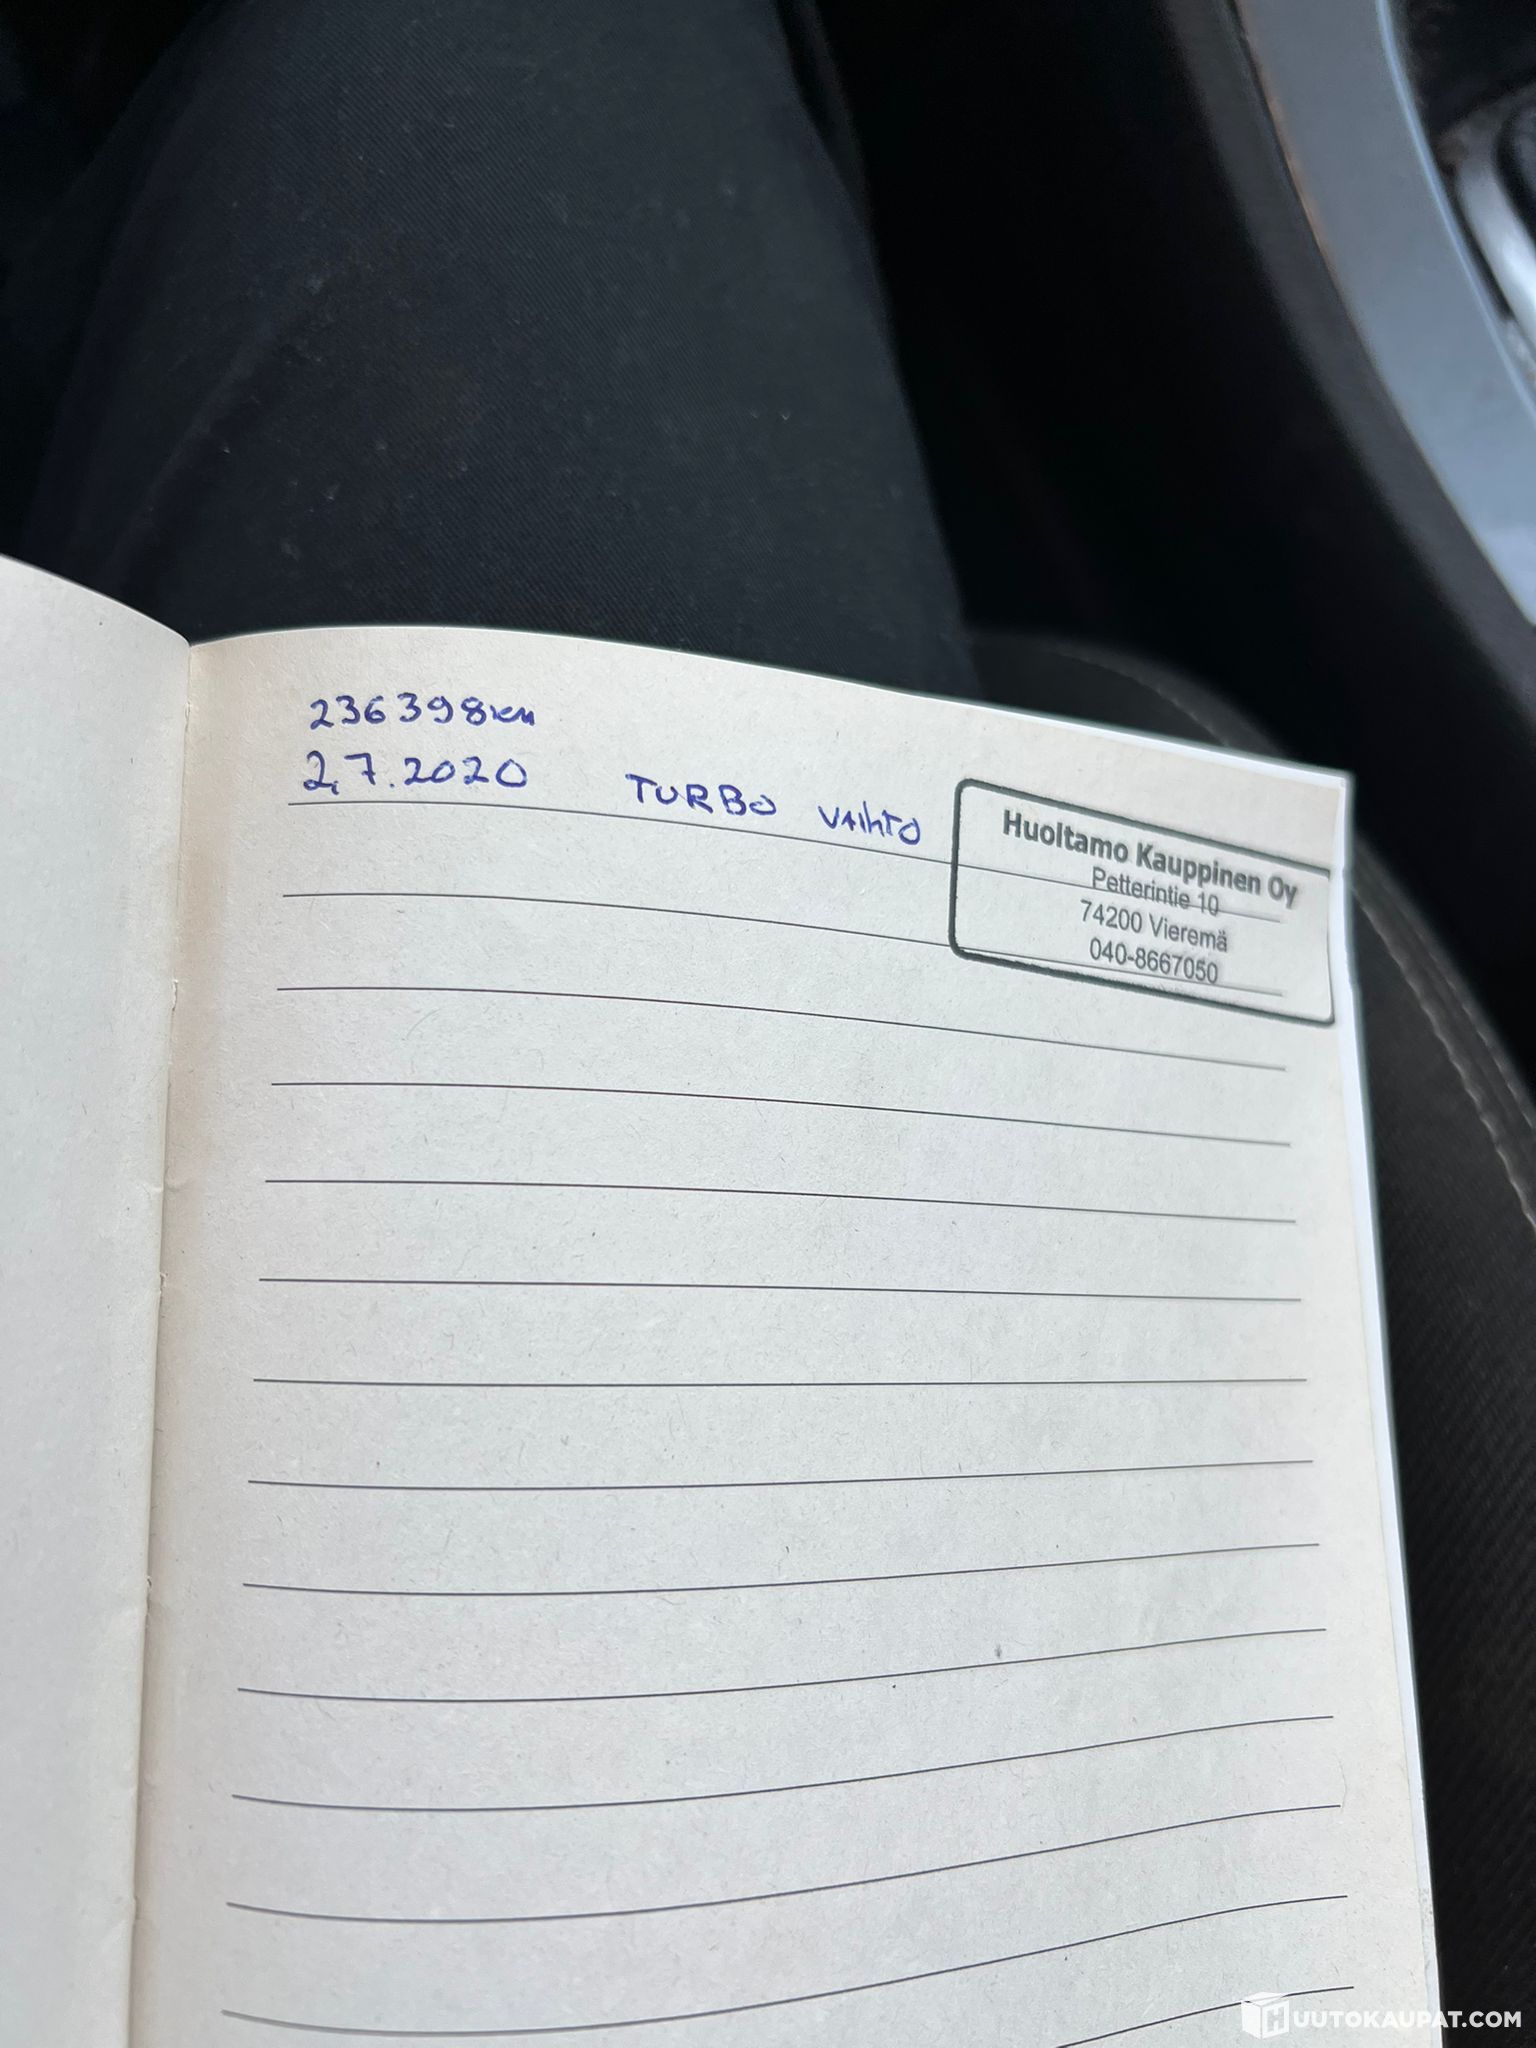 236398km
2.7.2020 TURBO VAIHTO
Huoltamo Kauppinen Oy
Petterintie 10
74200 Vieremä
040-8667050
HUUTOKAUPAT.COM